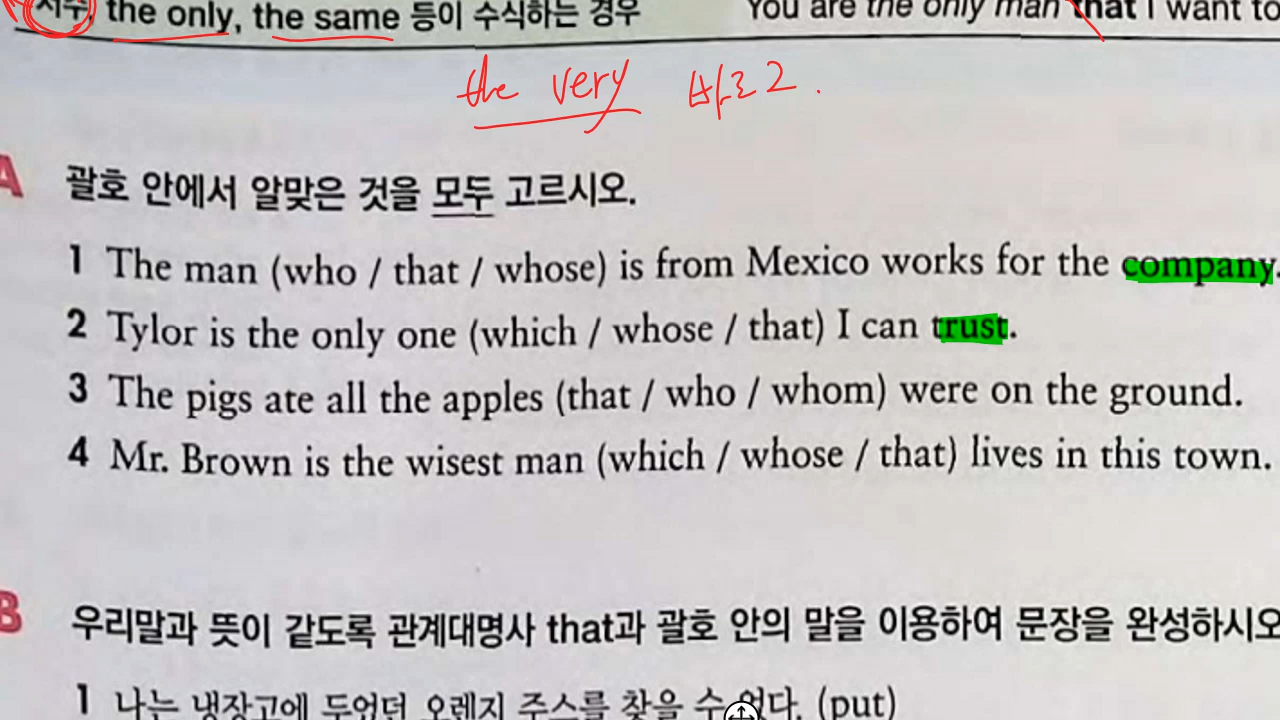 서수, the only, the same 등이 수식하는 경우 You are the only man that I want to
the very 바로 2.
A 괄호 안에서 알맞은 것을 모두 고르시오.
1 The man (who / that / whose) is from Mexico works for the company.
2 Tylor is the only one (which / whose / that) I can trust.
3 The pigs ate all the apples (that / who / whom) were on the ground.
4 Mr. Brown is the wisest man (which / whose / that) lives in this town.
B 우리말과 뜻이 같도록 관계대명사 that과 괄호 안의 말을 이용하여 문장을 완성하시오
1 나는 냉장고에 두었던 오렌지 주스를 찾을 수 없었다. (put)